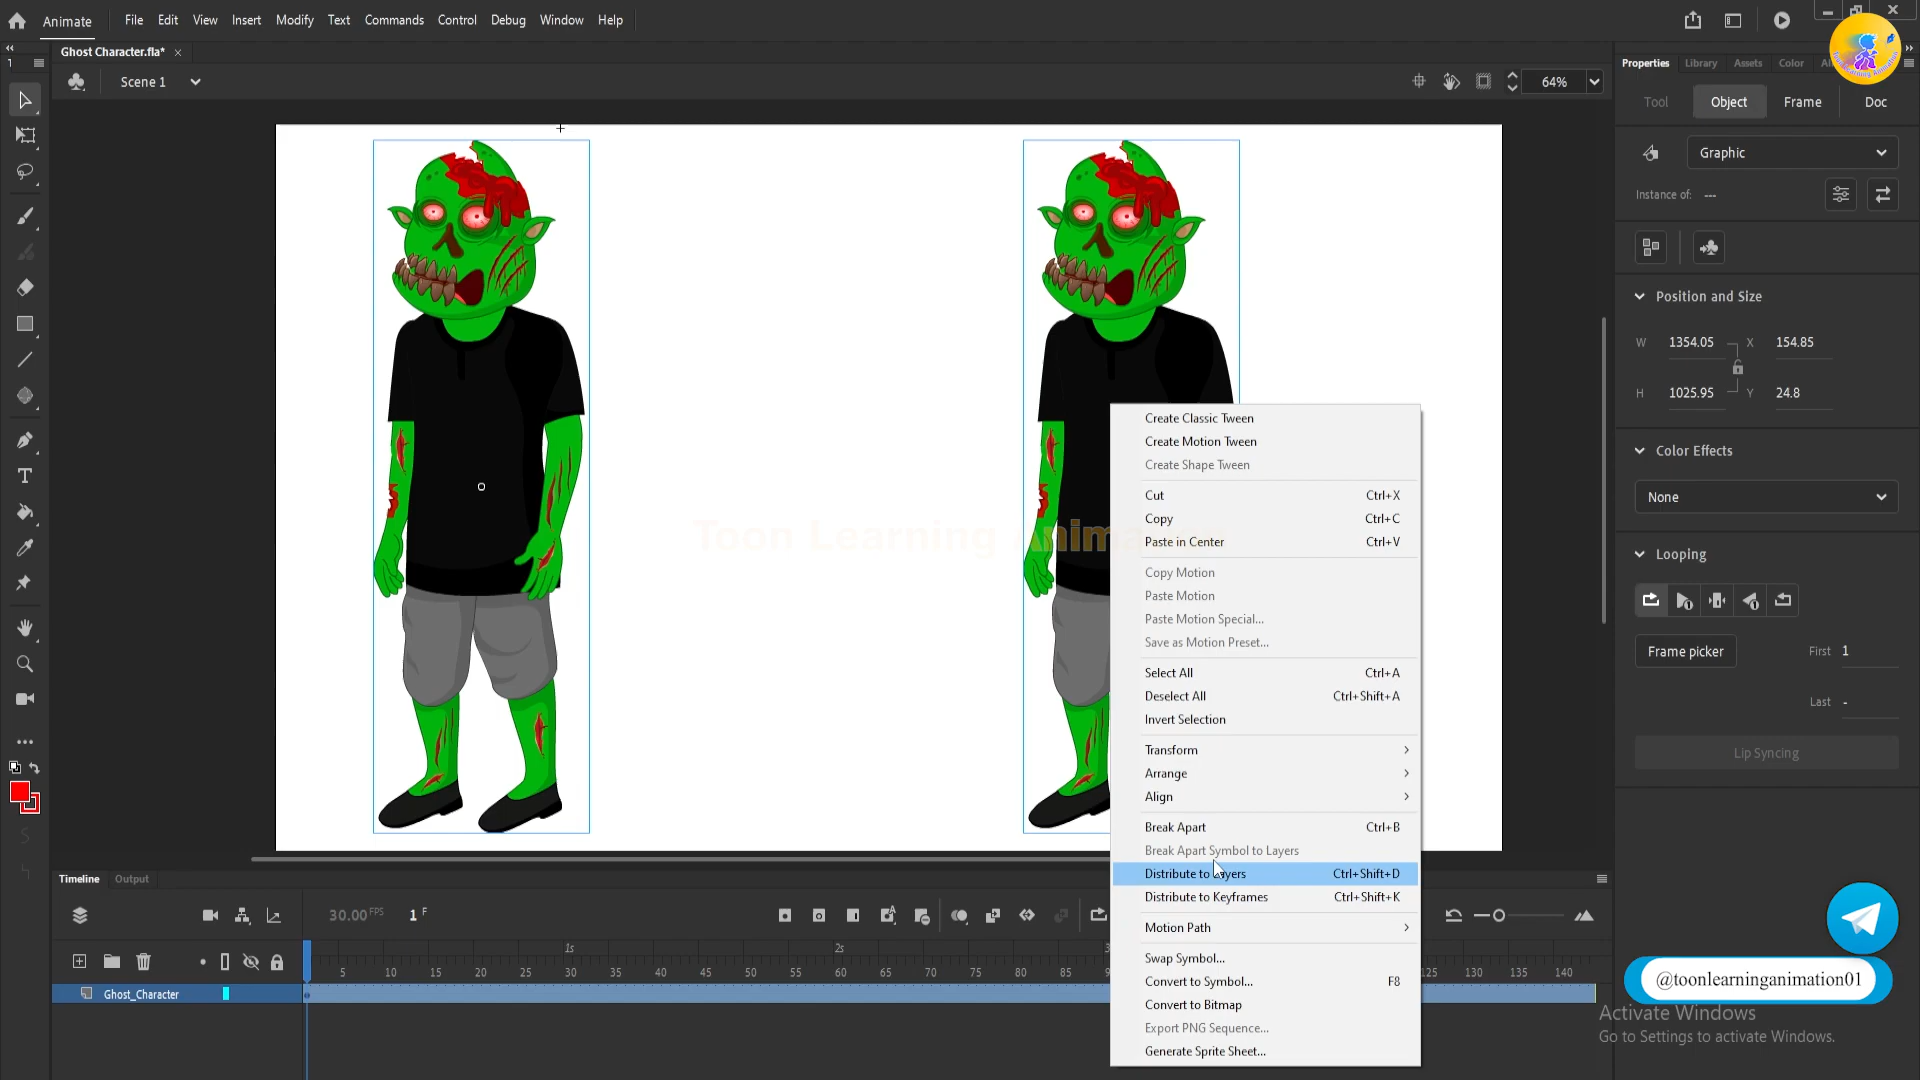 Animate
File Edit View Insert Modify Text Commands Control Debug Window Help
Ghost Character.fla*
Scene 1
64%
Properties Library Assets Color
Tool Object Frame Doc
Graphic
Instance of: ---
Position and Size
W 1354.05 X 154.85
H 1025.95 Y 24.8
Color Effects
None
Looping
Frame picker First 1
Last -
Lip Syncing
Toon Learning Anima
Create Classic Tween
Create Motion Tween
Create Shape Tween
Cut Ctrl+X
Copy Ctrl+C
Paste in Center Ctrl+V
Copy Motion
Paste Motion
Paste Motion Special...
Save as Motion Preset...
Select All Ctrl+A
Deselect All Ctrl+Shift+A
Invert Selection
Transform
Arrange
Align
Break Apart Ctrl+B
Break Apart Symbol to Layers
Distribute to Layers Ctrl+Shift+D
Distribute to Keyframes Ctrl+Shift+K
Motion Path
Swap Symbol...
Convert to Symbol... F8
Convert to Bitmap
Export PNG Sequence...
Generate Sprite Sheet...
Timeline Output
30.00 FPS 1 F
1s 2s
5 10 15 20 25 30 35 40 45 50 55 60 65 70 75 80 85 125 130 135 140
Ghost_Character
@toonlearninganimation01
Activate Windows
Go to Settings to activate Windows.